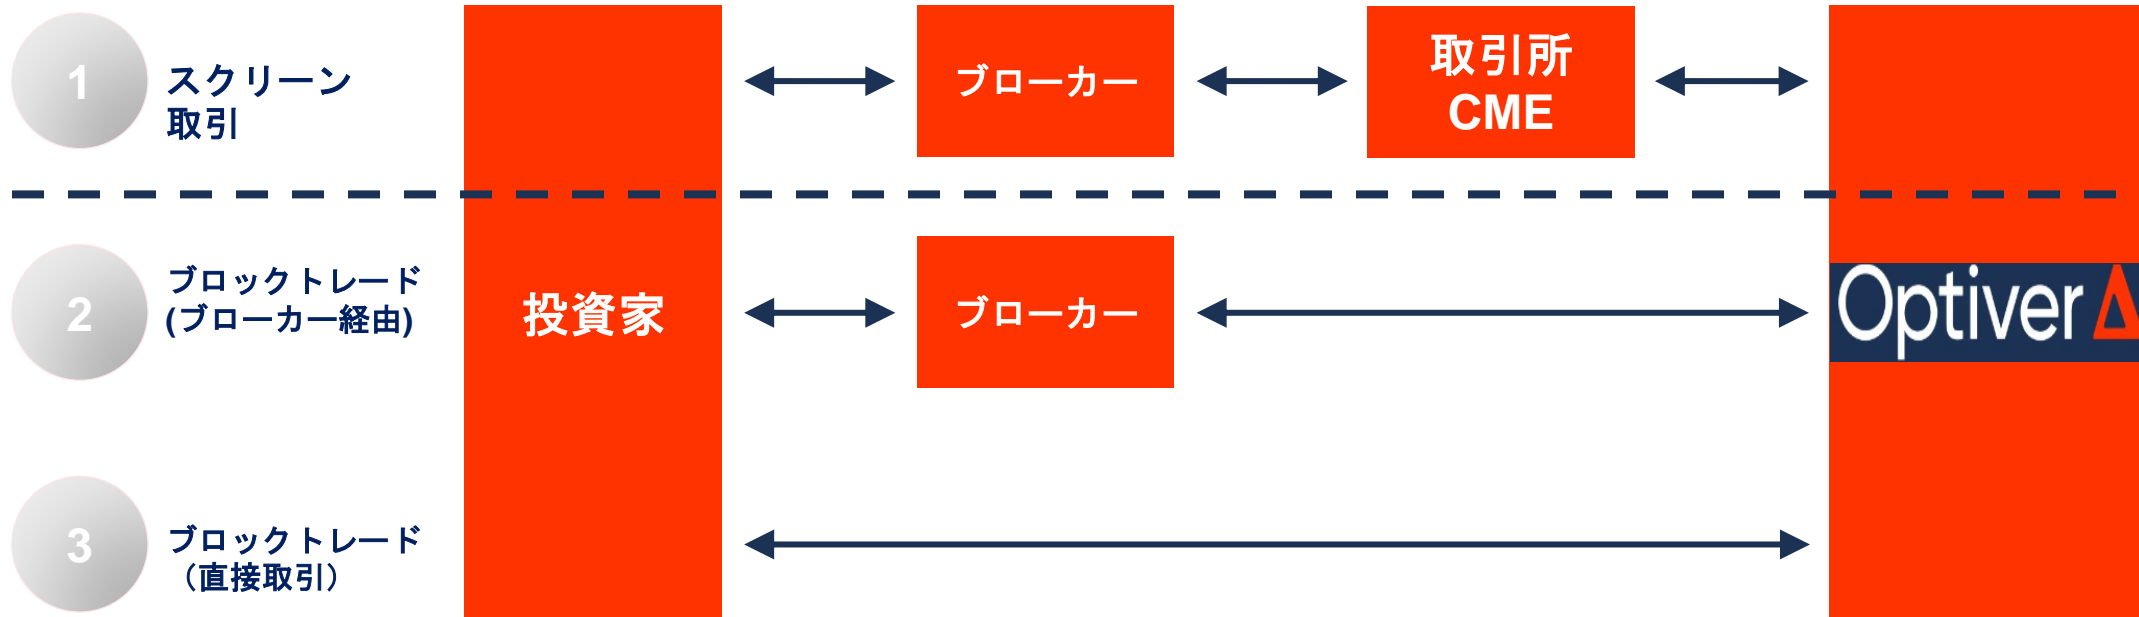 1
スクリーン
取引
ブローカー
取引所
CME
2
ブロックトレード
(ブローカー経由)
投資家
ブローカー
Optiver
3
ブロックトレード
（直接取引）